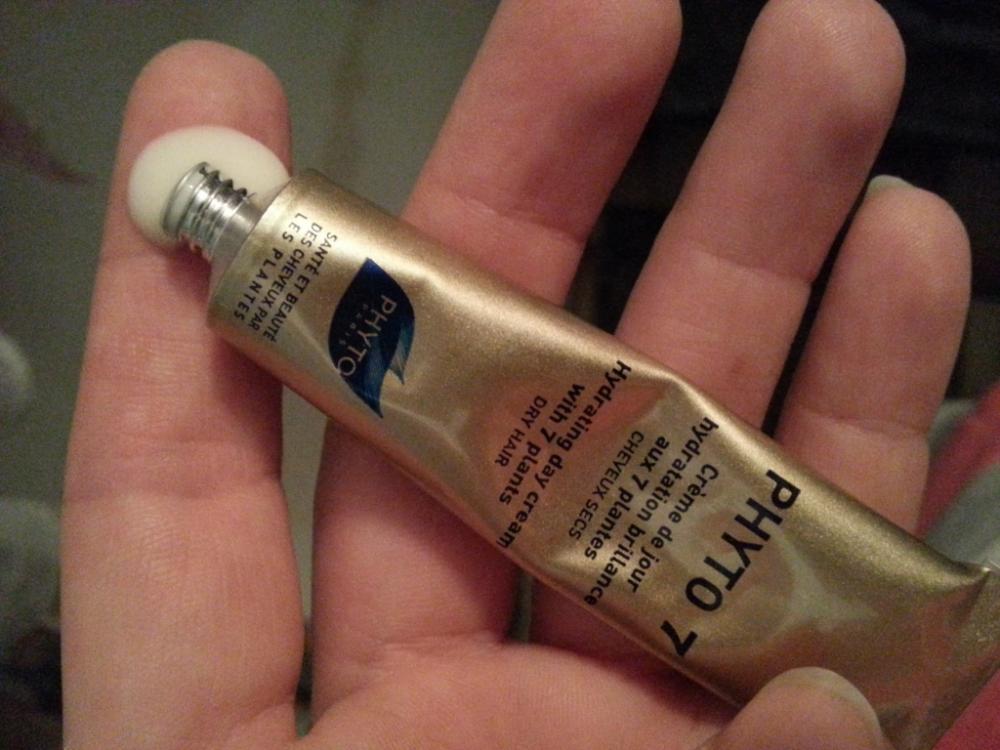 PHYTO 7
Crème de jour
hydratation brillance
aux 7 plantes
CHEVEUX SECS
Hydrating day cream
with 7 plants
DRY HAIR
PHYTO
PARIS
SANTÉ ET BEAUTÉ
DES CHEVEUX PAR
LES PLANTES